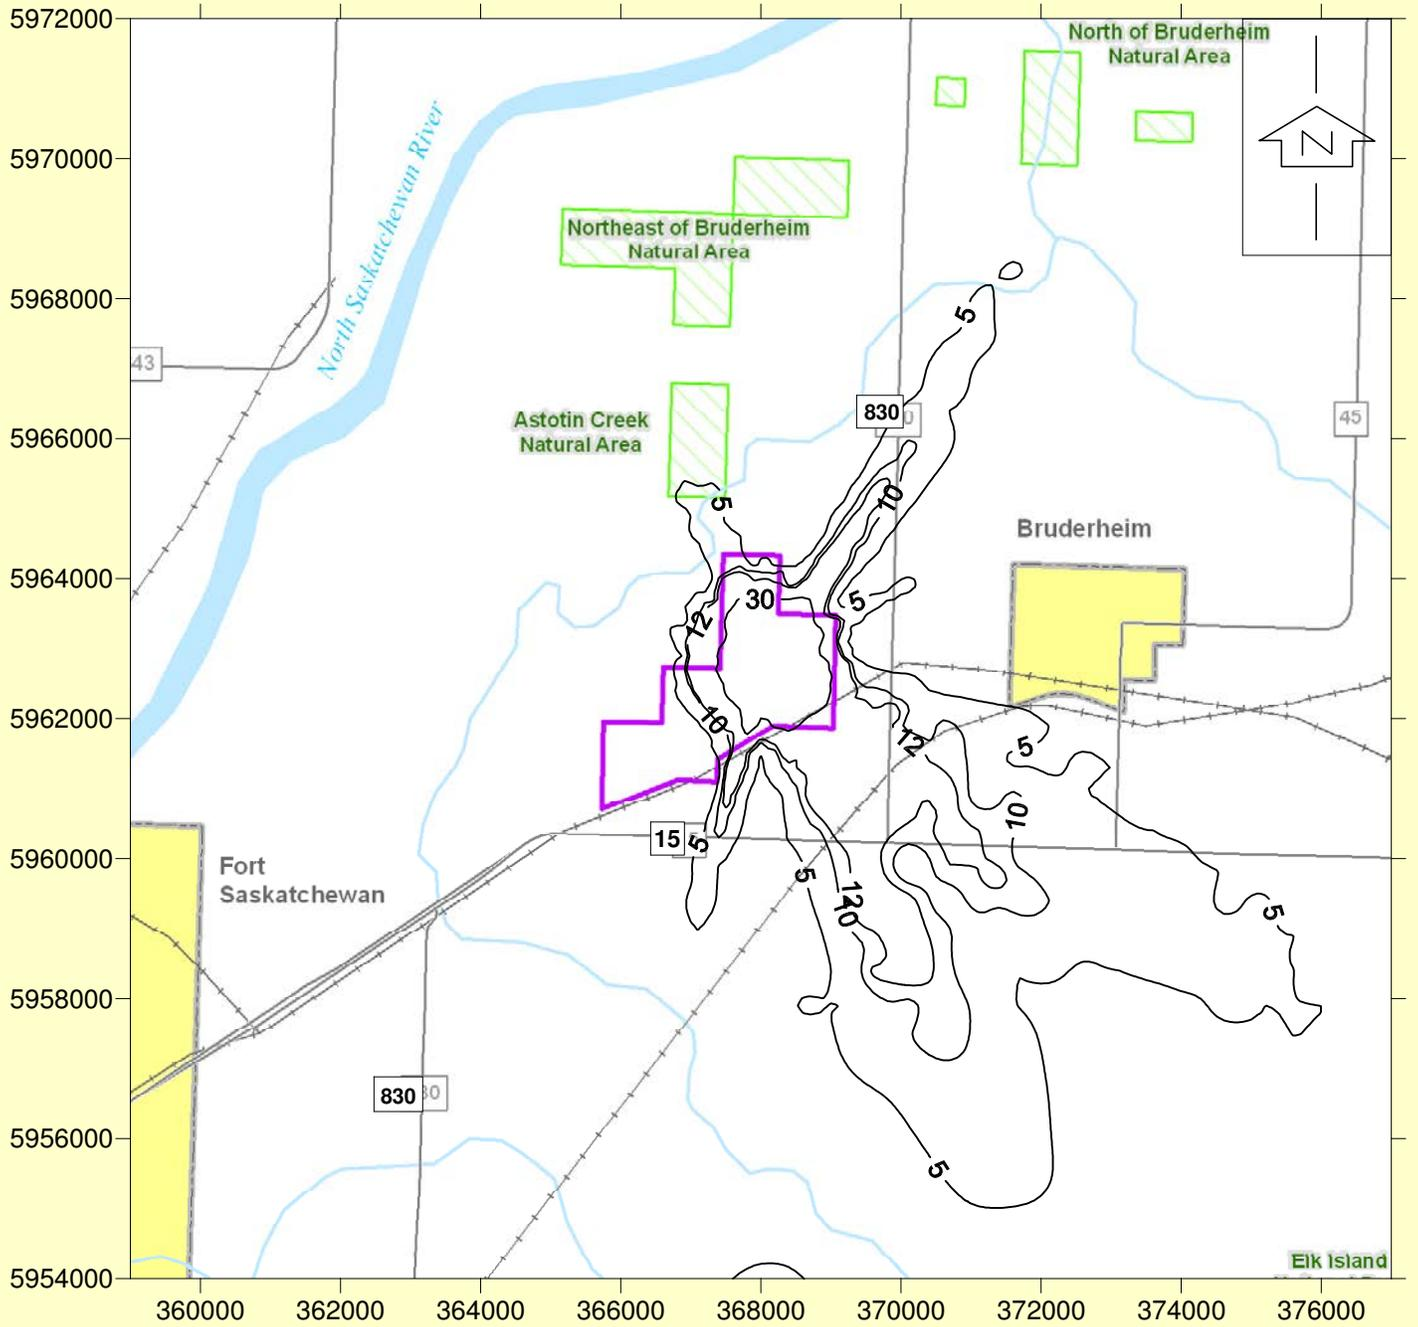 5972000
North of Bruderheim
Natural Area
N
5970000
North Saskatchewan River
Northeast of Bruderheim
Natural Area
5968000
5
43
830
45
5966000
Astotin Creek
Natural Area
10
5
Bruderheim
5964000
30
5
12
5962000
10
12
5
10
15
5
5960000
Fort
Saskatchewan
5
12
10
5
5958000
830
30
5956000
5
Elk Island
5954000
360000 362000 364000 366000 368000 370000 372000 374000 376000